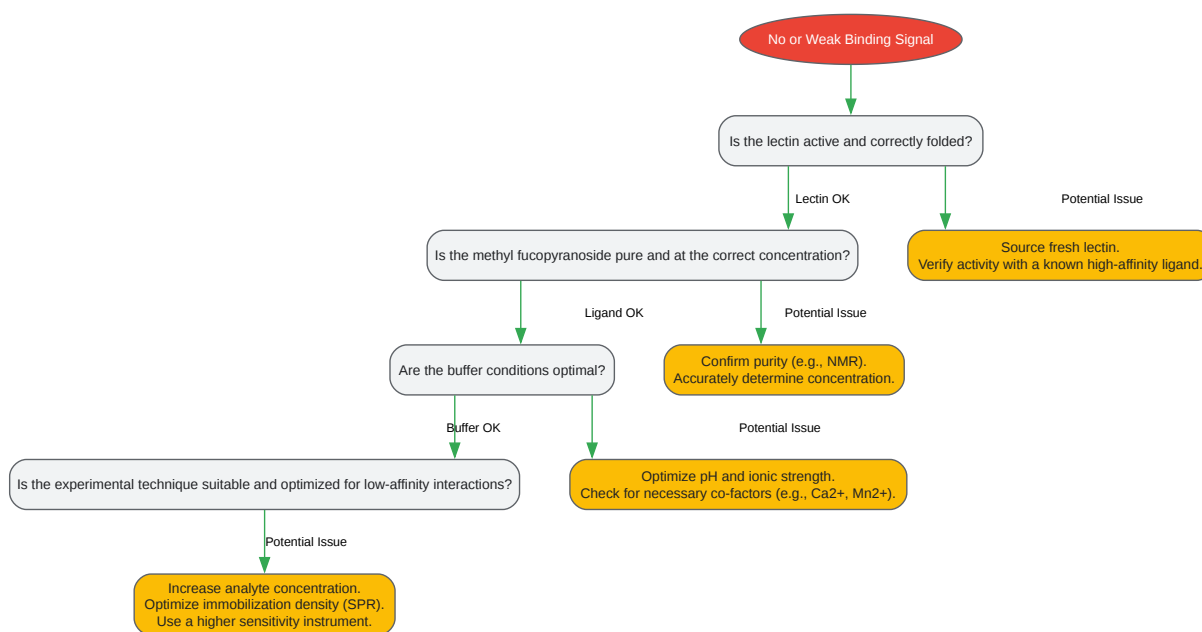 No or Weak Binding Signal
Is the lectin active and correctly folded?
Lectin OK
Potential Issue
Is the methyl fucopyranoside pure and at the correct concentration?
Source fresh lectin.
Verify activity with a known high-affinity ligand.
Ligand OK
Potential Issue
Are the buffer conditions optimal?
Confirm purity (e.g., NMR).
Accurately determine concentration.
Buffer OK
Potential Issue
Is the experimental technique suitable and optimized for low-affinity interactions?
Optimize pH and ionic strength.
Check for necessary co-factors (e.g., Ca2+, Mn2+).
Potential Issue
Increase analyte concentration.
Optimize immobilization density (SPR).
Use a higher sensitivity instrument.